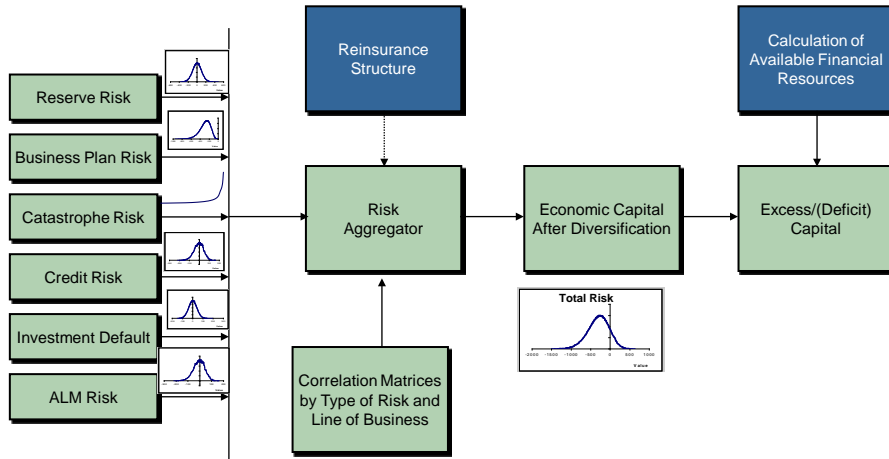 Reserve Risk
Business Plan Risk
Catastrophe Risk
Credit Risk
Investment Default
ALM Risk
Reinsurance
Structure
Risk
Aggregator
Correlation Matrices
by Type of Risk and
Line of Business
Economic Capital
After Diversification
Total Risk
-2000 -1500 -1000 -500 0 500 1000
Value
Calculation of
Available Financial
Resources
Excess/(Deficit)
Capital